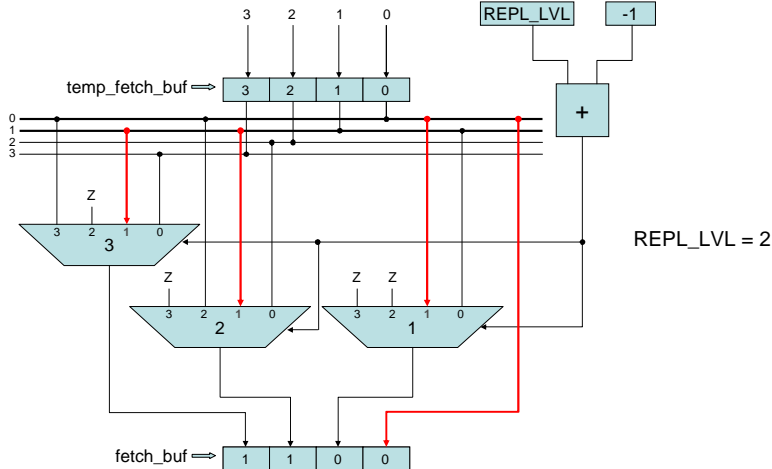 REPL_LVL -1
3 2 1 0
temp_fetch_buf 3 2 1 0
+
0
1
2
3
Z
3 2 1 0
3
REPL_LVL = 2
Z Z Z
3 2 1 0 3 2 1 0
2 1
fetch_buf 1 1 0 0